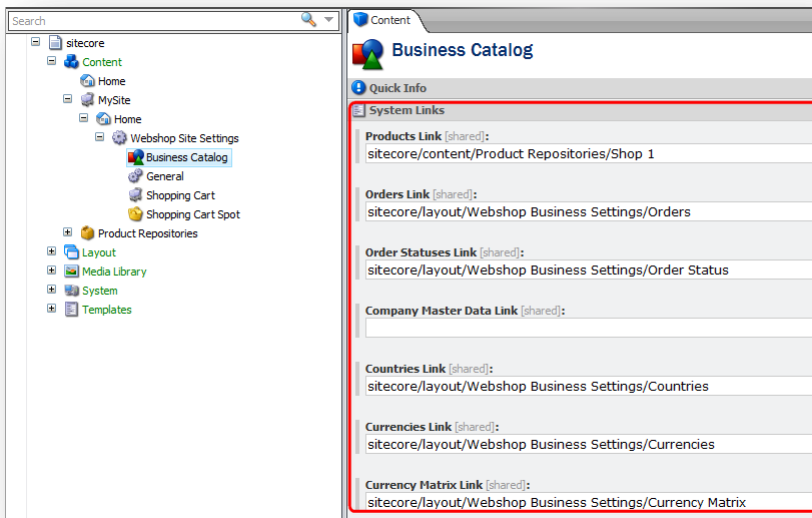 Search
sitecore
Content
Home
MySite
Home
Webshop Site Settings
Business Catalog
General
Shopping Cart
Shopping Cart Spot
Product Repositories
Layout
Media Library
System
Templates
Content
Business Catalog
Quick Info
System Links
Products Link [shared]:
sitecore/content/Product Repositories/Shop 1
Orders Link [shared]:
sitecore/layout/Webshop Business Settings/Orders
Order Statuses Link [shared]:
sitecore/layout/Webshop Business Settings/Order Status
Company Master Data Link [shared]:
Countries Link [shared]:
sitecore/layout/Webshop Business Settings/Countries
Currencies Link [shared]:
sitecore/layout/Webshop Business Settings/Currencies
Currency Matrix Link [shared]:
sitecore/layout/Webshop Business Settings/Currency Matrix